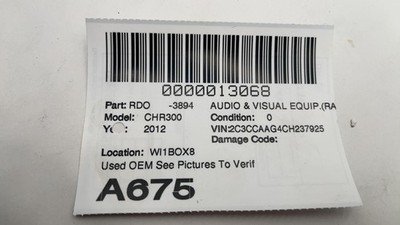 0000013068
Part: RDO -3894 AUDIO & VISUAL EQUIP.(RA
Model: CHR300 Condition: 0
2012 VIN:2C3CCAAG4CH237925
Damage Code:
Location: WI1BOX8
Used OEM See Pictures To Verif
A675